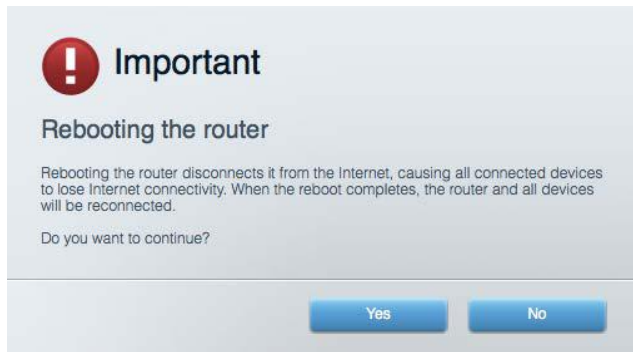 Important
Rebooting the router
Rebooting the router disconnects it from the Internet, causing all connected devices
to lose Internet connectivity. When the reboot completes, the router and all devices
will be reconnected.
Do you want to continue?
Yes
No